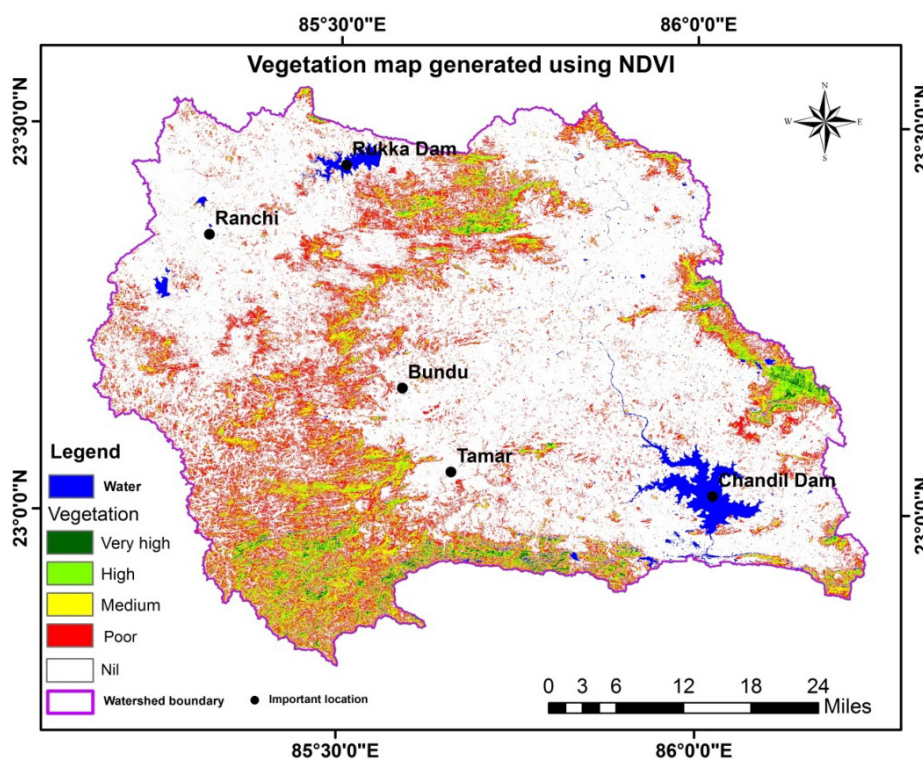 85°30'0"E 86°0'0"E
Vegetation map generated using NDVI
23°30'0"N
23°30'0"N
N
W E
S
Rukka Dam
Ranchi
Bundu
Tamar
Chandil Dam
23°0'0"N
23°0'0"N
Legend
Water
Vegetation
Very high
High
Medium
Poor
Nil
Watershed boundary
Important location
0 3 6 12 18 24
Miles
85°30'0"E 86°0'0"E